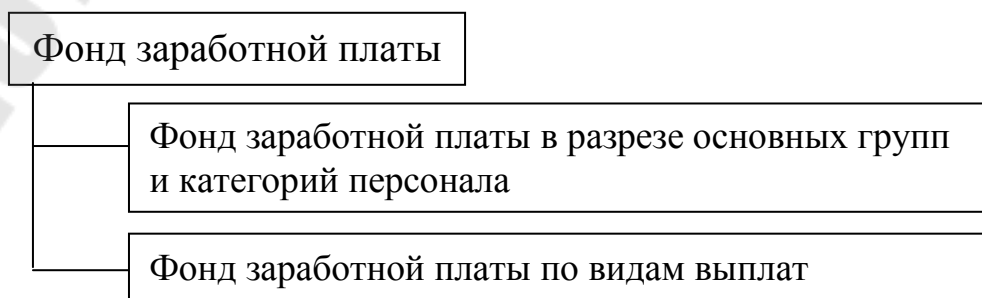 Фонд заработной платы
Фонд заработной платы в разрезе основных групп
и категорий персонала
Фонд заработной платы по видам выплат